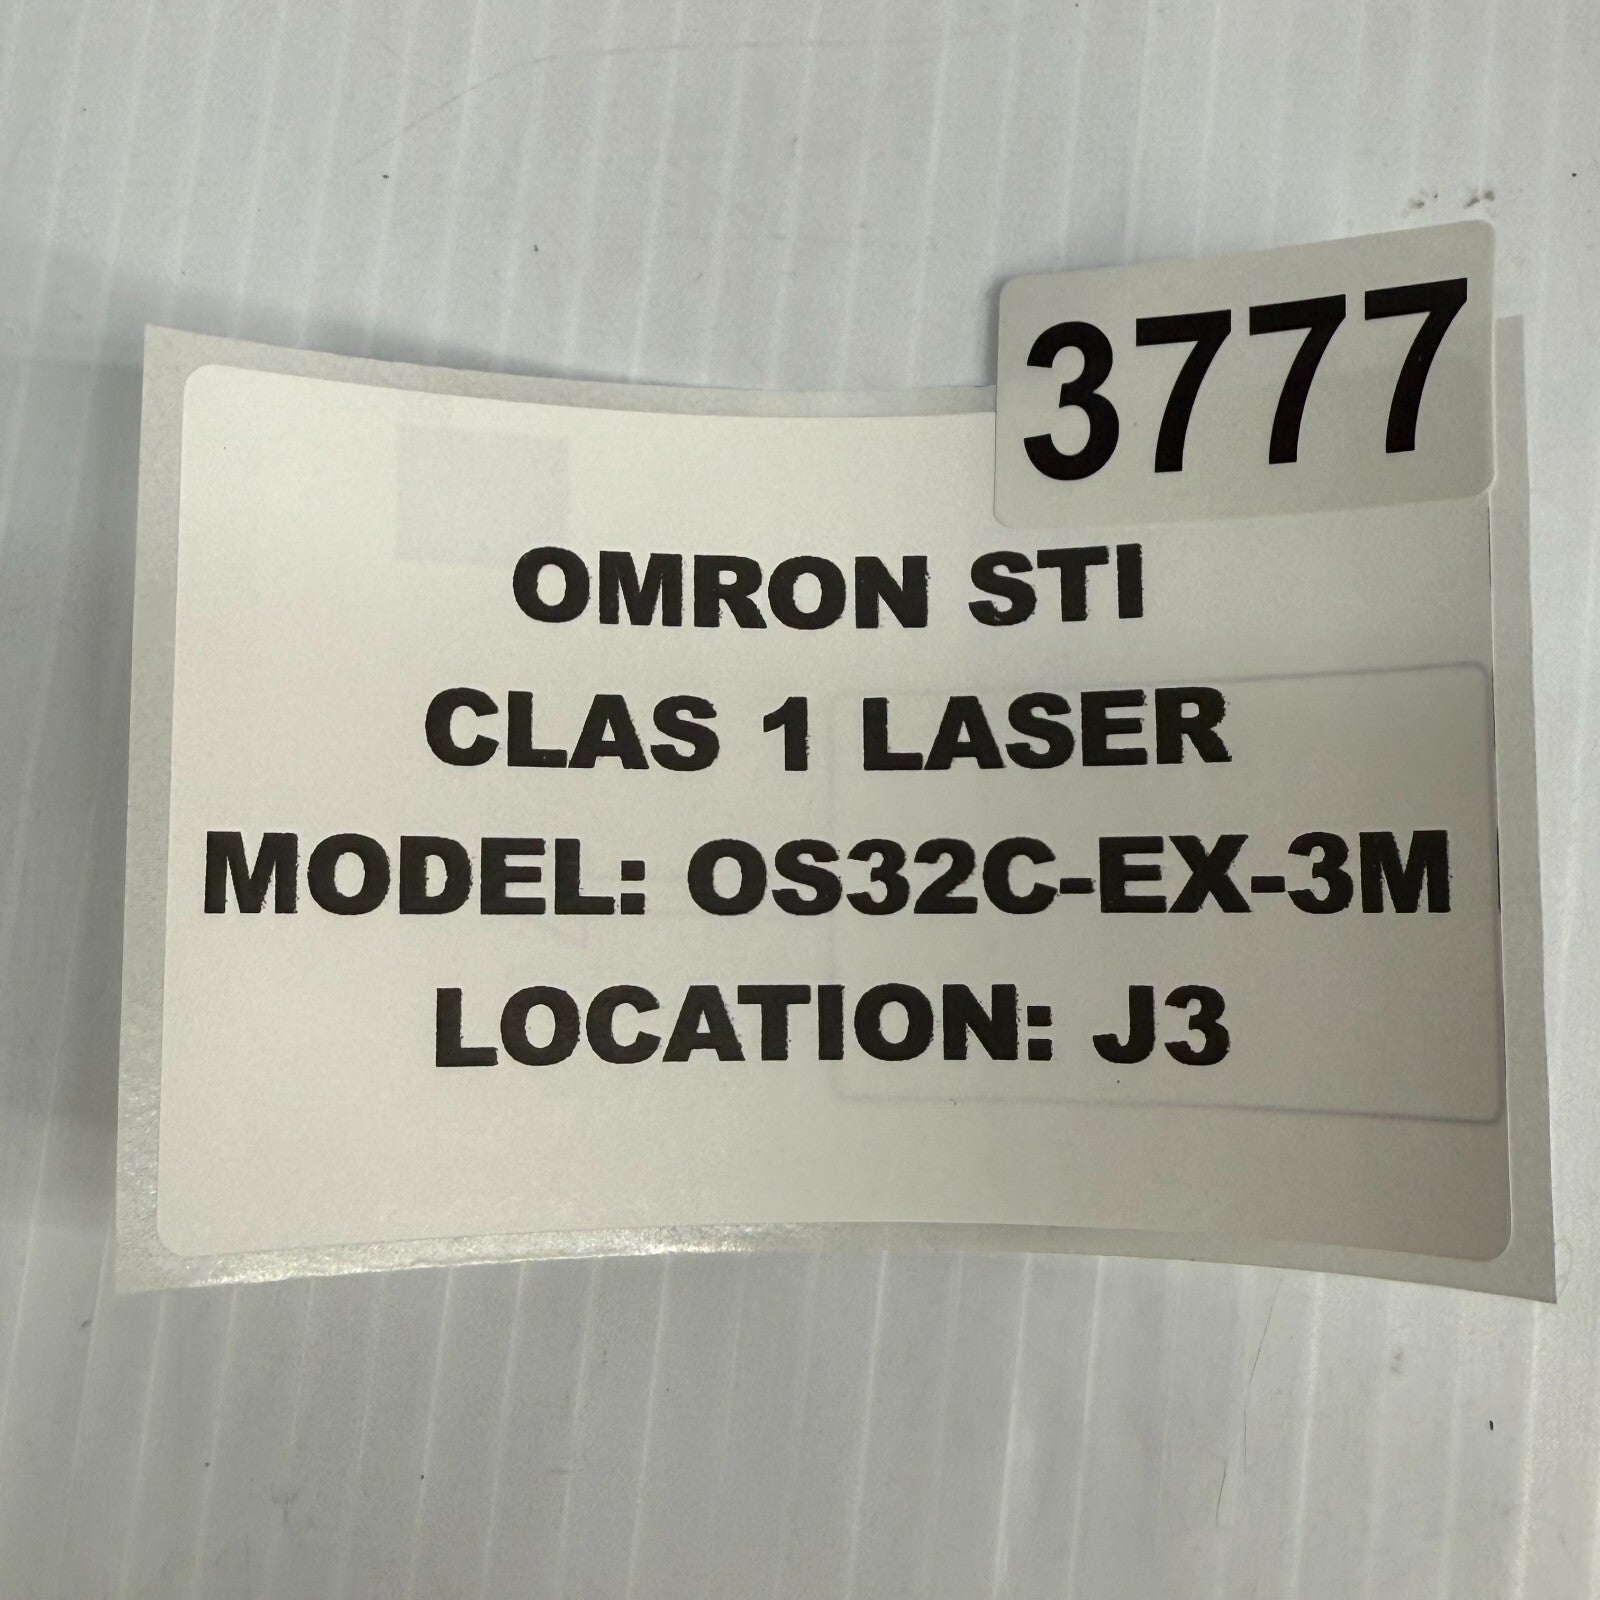 3777
OMRON STI
CLAS 1 LASER
MODEL: OS32C-EX-3M
LOCATION: J3